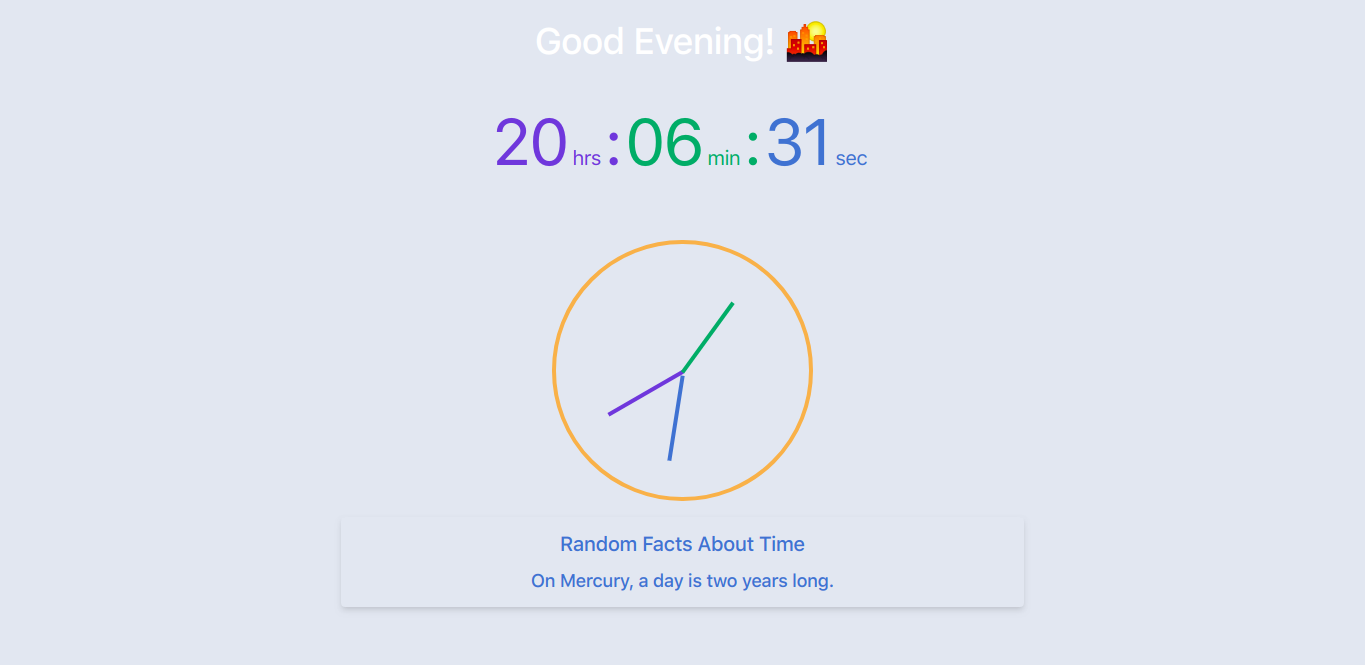 Good Evening! 🌇
20 hrs : 06 min : 31 sec
Random Facts About Time
On Mercury, a day is two years long.